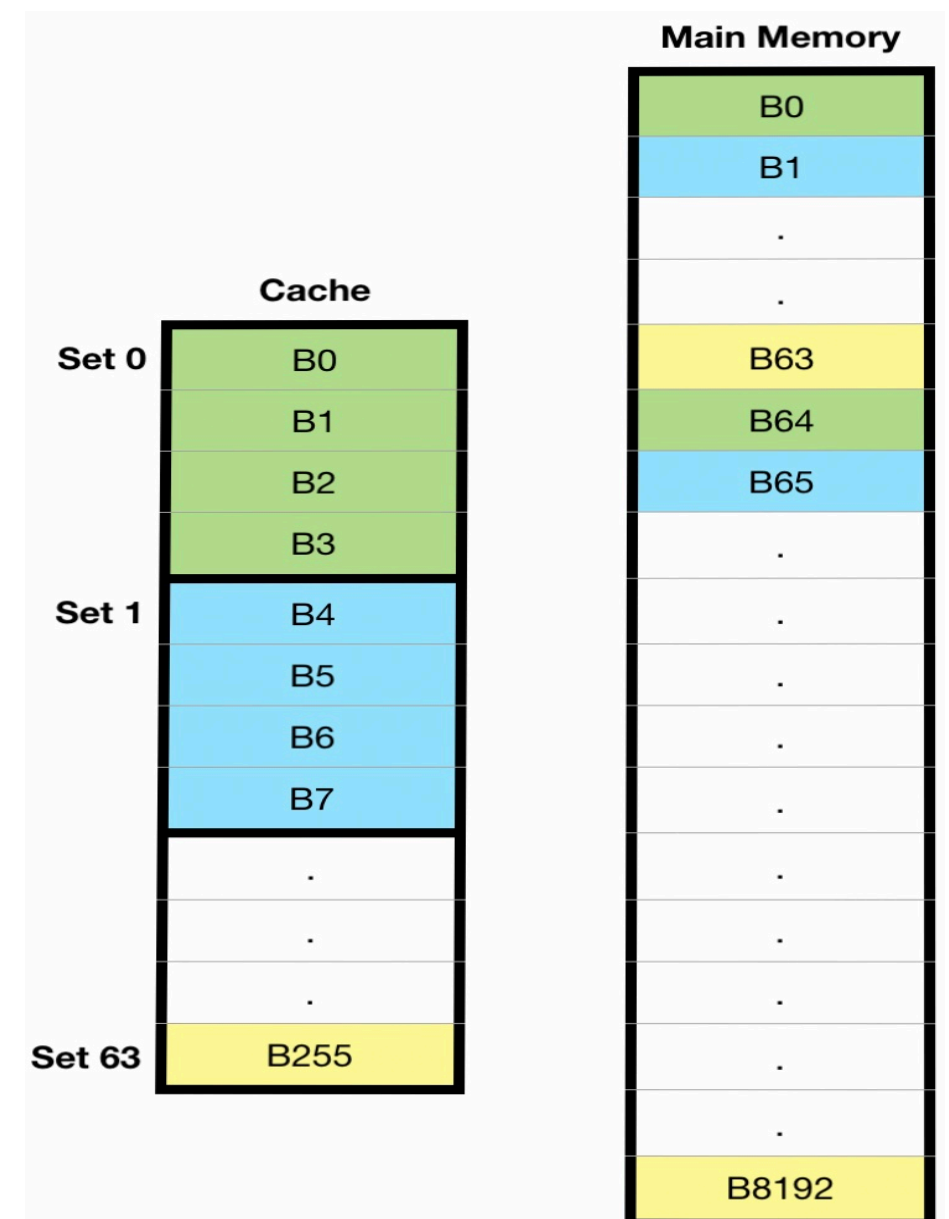 Main Memory
B0
B1
.
.
B63
B64
B65
.
.
.
.
.
.
.
.
.
.
B8192
Cache
Set 0
B0
B1
B2
B3
Set 1
B4
B5
B6
B7
.
.
.
Set 63
B255